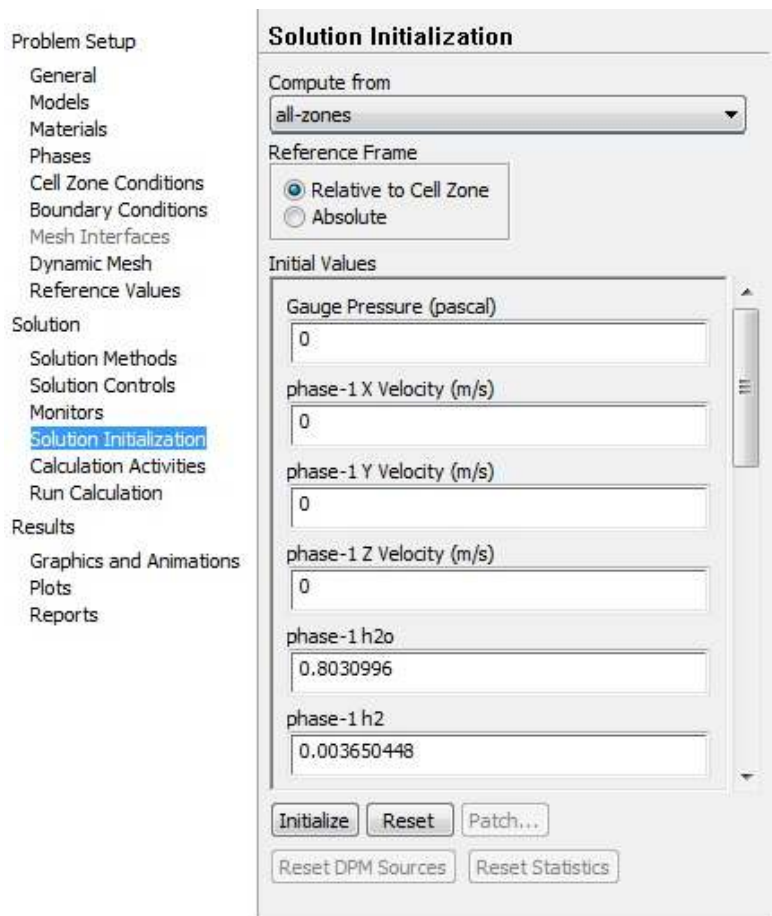 Problem Setup
General
Models
Materials
Phases
Cell Zone Conditions
Boundary Conditions
Mesh Interfaces
Dynamic Mesh
Reference Values
Solution
Solution Methods
Solution Controls
Monitors
Solution Initialization
Calculation Activities
Run Calculation
Results
Graphics and Animations
Plots
Reports
Solution Initialization
Compute from
all-zones
Reference Frame
Relative to Cell Zone
Absolute
Initial Values
Gauge Pressure (pascal)
0
phase-1 X Velocity (m/s)
0
phase-1 Y Velocity (m/s)
0
phase-1 Z Velocity (m/s)
0
phase-1 h2o
0.8030996
phase-1 h2
0.003650448
Initialize Reset Patch...
Reset DPM Sources Reset Statistics